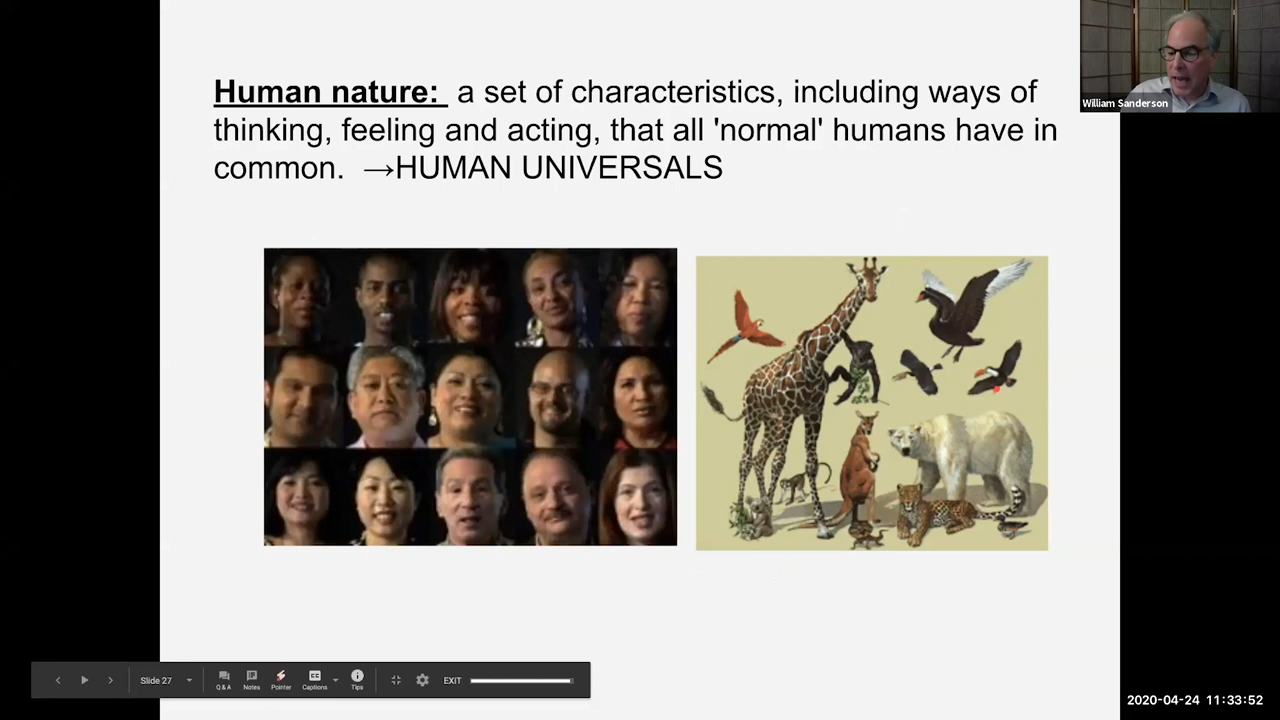 Human nature: a set of characteristics, including ways of
thinking, feeling and acting, that all 'normal' humans have in
common. →HUMAN UNIVERSALS
William Sanderson
Slide 27
Q & A
Notes
Pointer
Captions
Tips
EXIT
2020-04-24 11:33:52